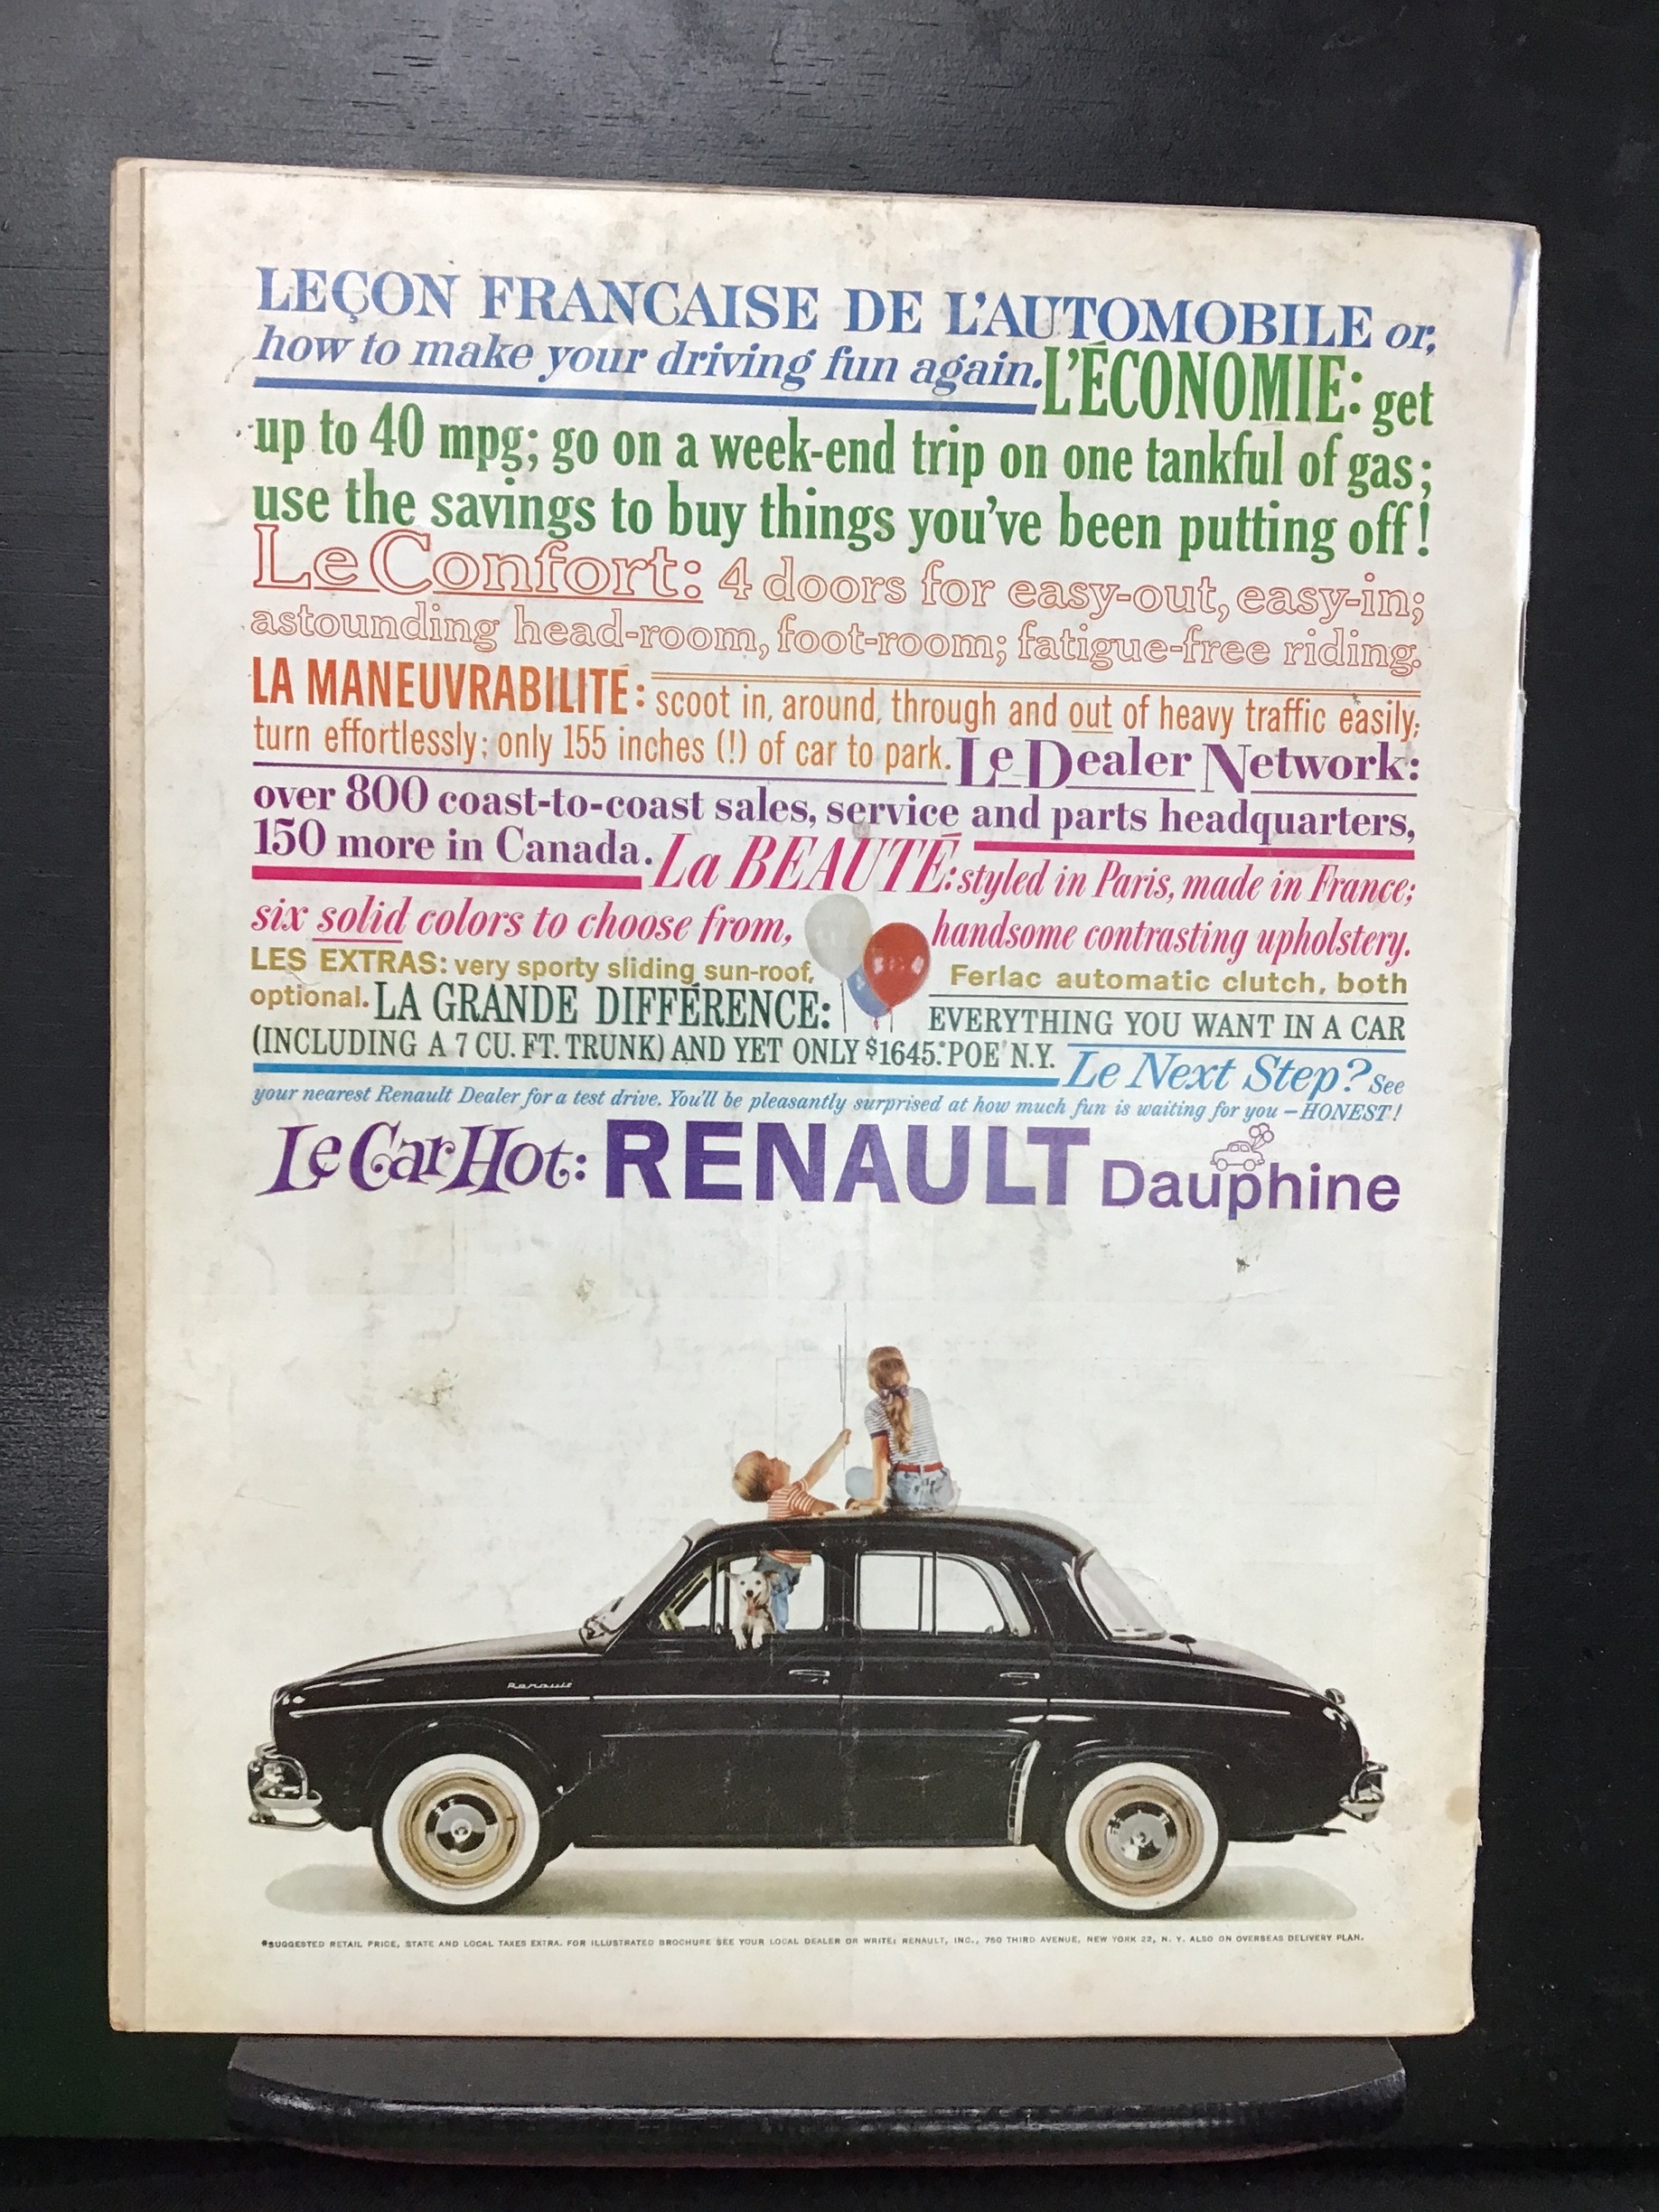 LEÇON FRANCAISE DE L'AUTOMOBILE or,
how to make your driving fun again. L'ÉCONOMIE: get
up to 40 mpg; go on a week-end trip on one tankful of gas;
use the savings to buy things you've been putting off!
Le Confort: 4 doors for easy-out, easy-in;
astounding head-room, foot-room; fatigue-free riding.
LA MANEUVRABILITÉ: scoot in, around, through and out of heavy traffic easily;
turn effortlessly; only 155 inches (!) of car to park. Le Dealer Network:
over 800 coast-to-coast sales, service and parts headquarters,
150 more in Canada. La BEAUTÉ: styled in Paris, made in France;
six solid colors to choose from, handsome contrasting upholstery.
LES EXTRAS: very sporty sliding sun-roof, Ferlac automatic clutch, both
optional. LA GRANDE DIFFÉRENCE: EVERYTHING YOU WANT IN A CAR
(INCLUDING A 7 CU. FT. TRUNK) AND YET ONLY $1645.* POE N.Y. Le Next Step? See
your nearest Renault Dealer for a test drive. You'll be pleasantly surprised at how much fun is waiting for you — HONEST!
Le Car Hot: RENAULT Dauphine
Renault
*SUGGESTED RETAIL PRICE, STATE AND LOCAL TAXES EXTRA. FOR ILLUSTRATED BROCHURE SEE YOUR LOCAL DEALER OR WRITE: RENAULT, INC., 750 THIRD AVENUE, NEW YORK 22, N. Y. ALSO ON OVERSEAS DELIVERY PLAN.